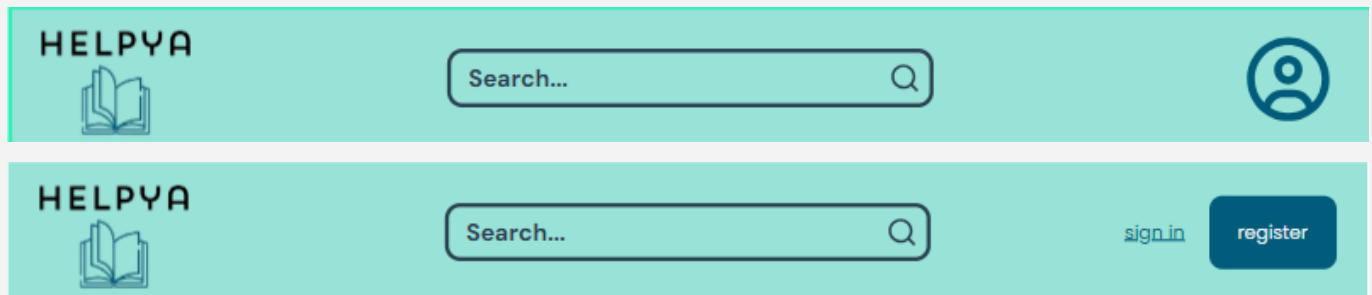 HELPYA
Search...
HELPYA
Search...
sign in
register